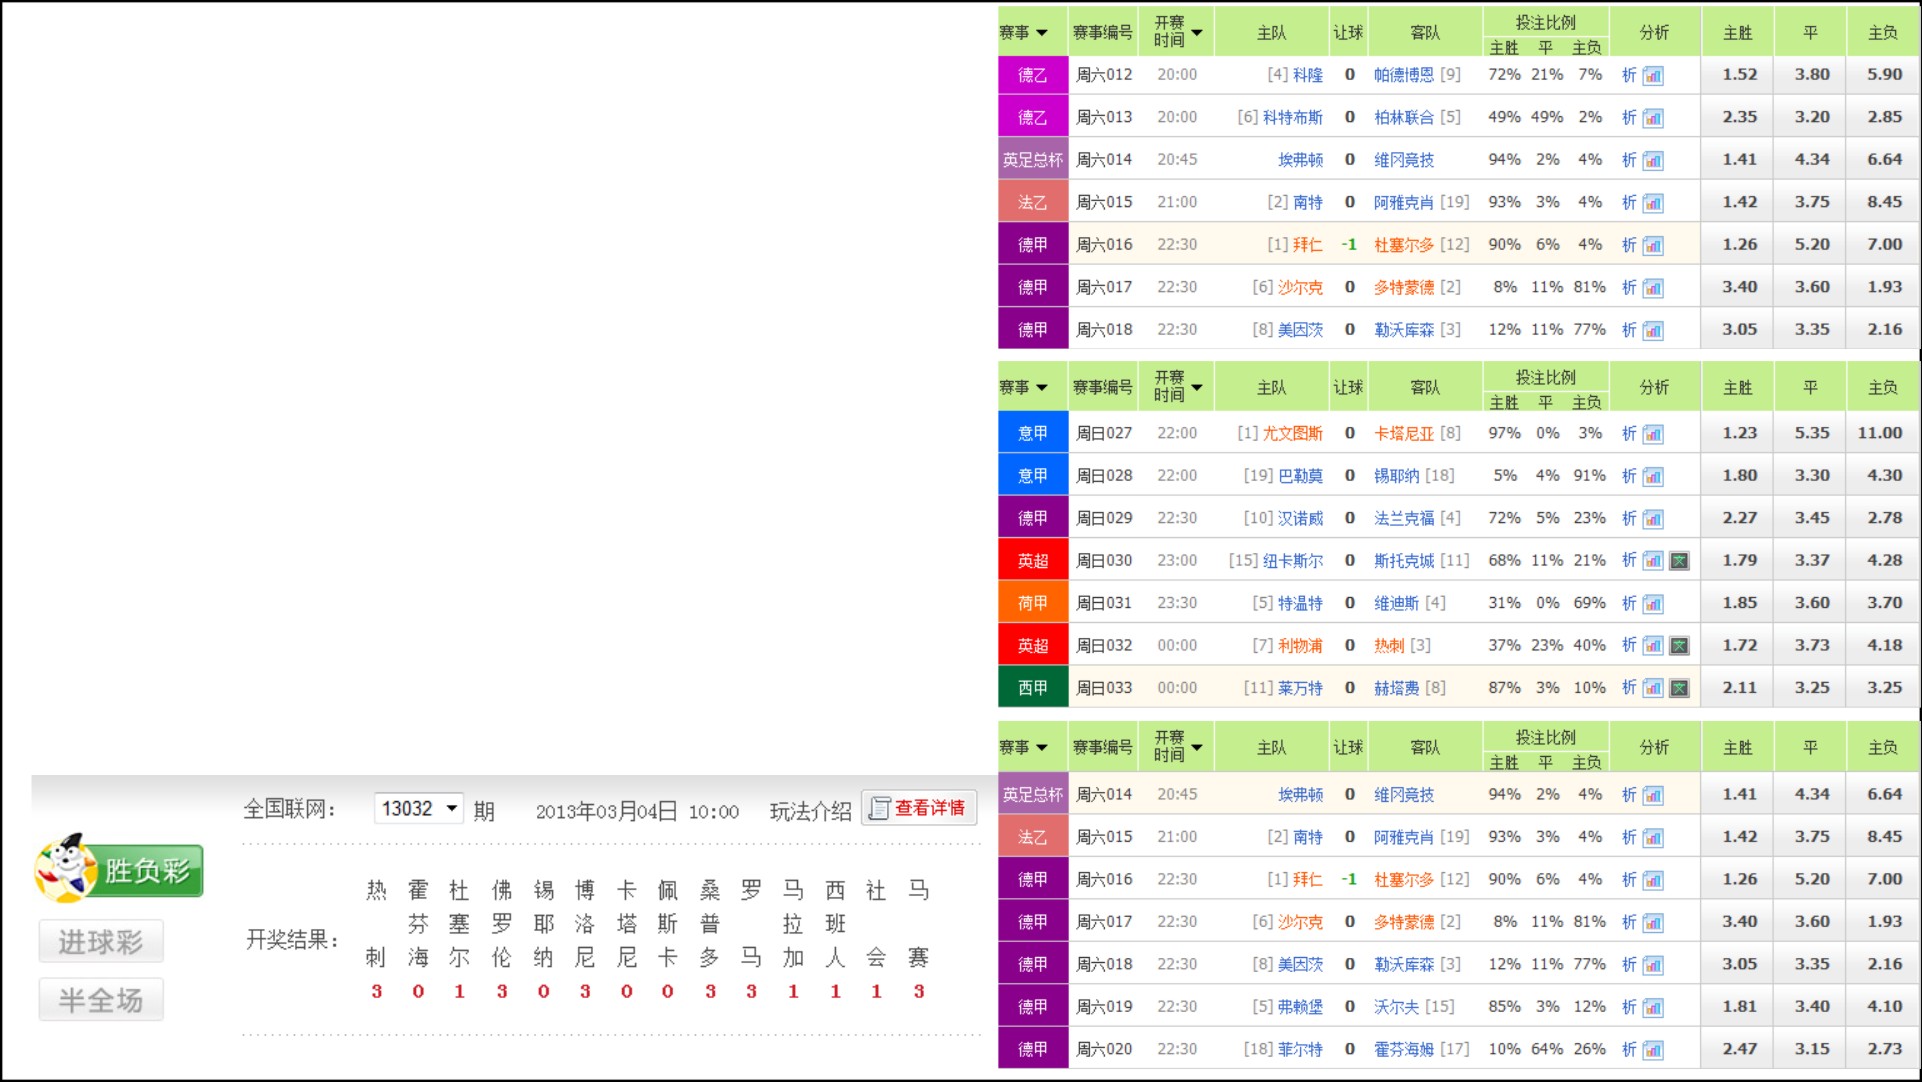 赛事 赛事编号 开赛时间 主队 让球 客队 投注比例 主胜 平 主负 分析 主胜 平 主负
德乙 周六012 20:00 [4] 科隆 0 帕德博恩 [9] 72% 21% 7% 析 1.52 3.80 5.90
德乙 周六013 20:00 [6] 科特布斯 0 柏林联合 [5] 49% 49% 2% 析 2.35 3.20 2.85
英足总杯 周六014 20:45 埃弗顿 0 维冈竞技 94% 2% 4% 析 1.41 4.34 6.64
法乙 周六015 21:00 [2] 南特 0 阿雅克肖 [19] 93% 3% 4% 析 1.42 3.75 8.45
德甲 周六016 22:30 [1] 拜仁 -1 杜塞尔多 [12] 90% 6% 4% 析 1.26 5.20 7.00
德甲 周六017 22:30 [6] 沙尔克 0 多特蒙德 [2] 8% 11% 81% 析 3.40 3.60 1.93
德甲 周六018 22:30 [8] 美因茨 0 勒沃库森 [3] 12% 11% 77% 析 3.05 3.35 2.16
赛事 赛事编号 开赛时间 主队 让球 客队 投注比例 主胜 平 主负 分析 主胜 平 主负
意甲 周日027 22:00 [1] 尤文图斯 0 卡塔尼亚 [8] 97% 0% 3% 析 1.23 5.35 11.00
意甲 周日028 22:00 [19] 巴勒莫 0 锡耶纳 [18] 5% 4% 91% 析 1.80 3.30 4.30
德甲 周日029 22:30 [10] 汉诺威 0 法兰克福 [4] 72% 5% 23% 析 2.27 3.45 2.78
英超 周日030 23:00 [15] 纽卡斯尔 0 斯托克城 [11] 68% 11% 21% 析 1.79 3.37 4.28
荷甲 周日031 23:30 [5] 特温特 0 维迪斯 [4] 31% 0% 69% 析 1.85 3.60 3.70
英超 周日032 00:00 [7] 利物浦 0 热刺 [3] 37% 23% 40% 析 1.72 3.73 4.18
西甲 周日033 00:00 [11] 莱万特 0 赫塔费 [8] 87% 3% 10% 析 2.11 3.25 3.25
赛事 赛事编号 开赛时间 主队 让球 客队 投注比例 主胜 平 主负 分析 主胜 平 主负
英足总杯 周六014 20:45 埃弗顿 0 维冈竞技 94% 2% 4% 析 1.41 4.34 6.64
法乙 周六015 21:00 [2] 南特 0 阿雅克肖 [19] 93% 3% 4% 析 1.42 3.75 8.45
德甲 周六016 22:30 [1] 拜仁 -1 杜塞尔多 [12] 90% 6% 4% 析 1.26 5.20 7.00
德甲 周六017 22:30 [6] 沙尔克 0 多特蒙德 [2] 8% 11% 81% 析 3.40 3.60 1.93
德甲 周六018 22:30 [8] 美因茨 0 勒沃库森 [3] 12% 11% 77% 析 3.05 3.35 2.16
德甲 周六019 22:30 [5] 弗赖堡 0 沃尔夫 [15] 85% 3% 12% 析 1.81 3.40 4.10
德甲 周六020 22:30 [18] 菲尔特 0 霍芬海姆 [17] 10% 64% 26% 析 2.47 3.15 2.73
全国联网： 13032 期 2013年03月04日 10:00 玩法介绍 查看详情
胜负彩
进球彩
半全场
开奖结果：
热刺 霍芬海 杜塞尔 佛罗伦 锡耶纳 博洛尼 卡塔尼 佩斯卡 桑普多 罗马 马拉加 西班人 社会 马赛
3 0 1 3 0 3 0 0 3 3 1 1 1 3